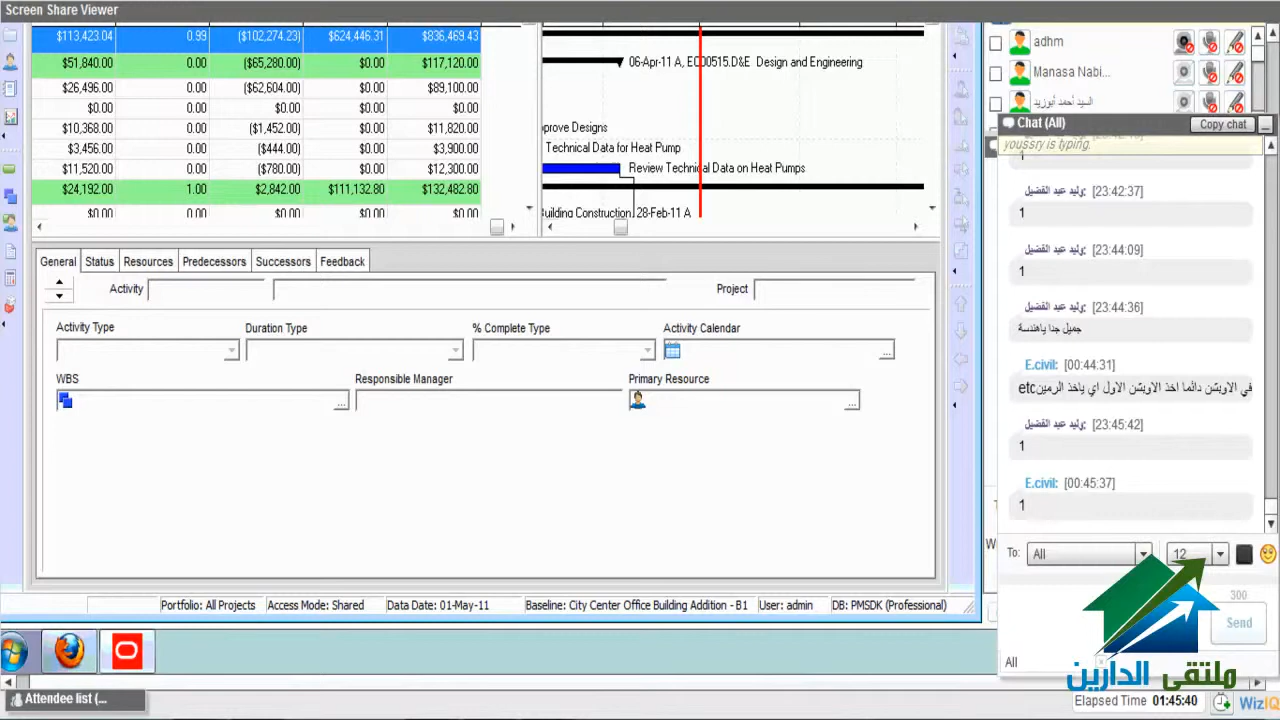 Screen Share Viewer
$113,423.04 0.99 ($102,274.23) $624,446.31 $836,469.43
$51,840.00 0.00 ($65,280.00) $0.00 $117,120.00
$26,496.00 0.00 ($62,604.00) $0.00 $89,100.00
$0.00 0.00 $0.00 $0.00 $0.00
$10,368.00 0.00 ($1,452.00) $0.00 $11,820.00
$3,456.00 0.00 ($444.00) $0.00 $3,900.00
$11,520.00 0.00 ($780.00) $0.00 $12,300.00
$24,192.00 1.00 $2,842.00 $111,132.80 $132,482.80
$0.00 0.00 $0.00 $0.00 $0.00
06-Apr-11 A, EC00515.D&E Design and Engineering
prove Designs
Technical Data for Heat Pump
Review Technical Data on Heat Pumps
uilding Construction, 28-Feb-11 A
General Status Resources Predecessors Successors Feedback
Activity Project
Activity Type Duration Type % Complete Type Activity Calendar
WBS Responsible Manager Primary Resource
Portfolio: All Projects Access Mode: Shared Data Date: 01-May-11 Baseline: City Center Office Building Addition - B1 User: admin DB: PMSDK (Professional)
adhm
Manasa Nabi...
السيد أحمد أبوزيد
Chat (All) Copy chat
youssry is typing.
1
وليد عبد الفضيل: [23:42:37]
1
وليد عبد الفضيل: [23:44:09]
1
وليد عبد الفضيل: [23:44:36]
جميل جدا ياهندسة
E.civil: [00:44:31]
في الاوبشن دائما اخذ الاوبشن الاول اي ياخذ الرمينetc
وليد عبد الفضيل: [23:45:42]
1
E.civil: [00:45:37]
1
To: All 12
300
Send
All
ملتقى الدارين
Attendee list (...
Elapsed Time 01:45:40
WizIQ